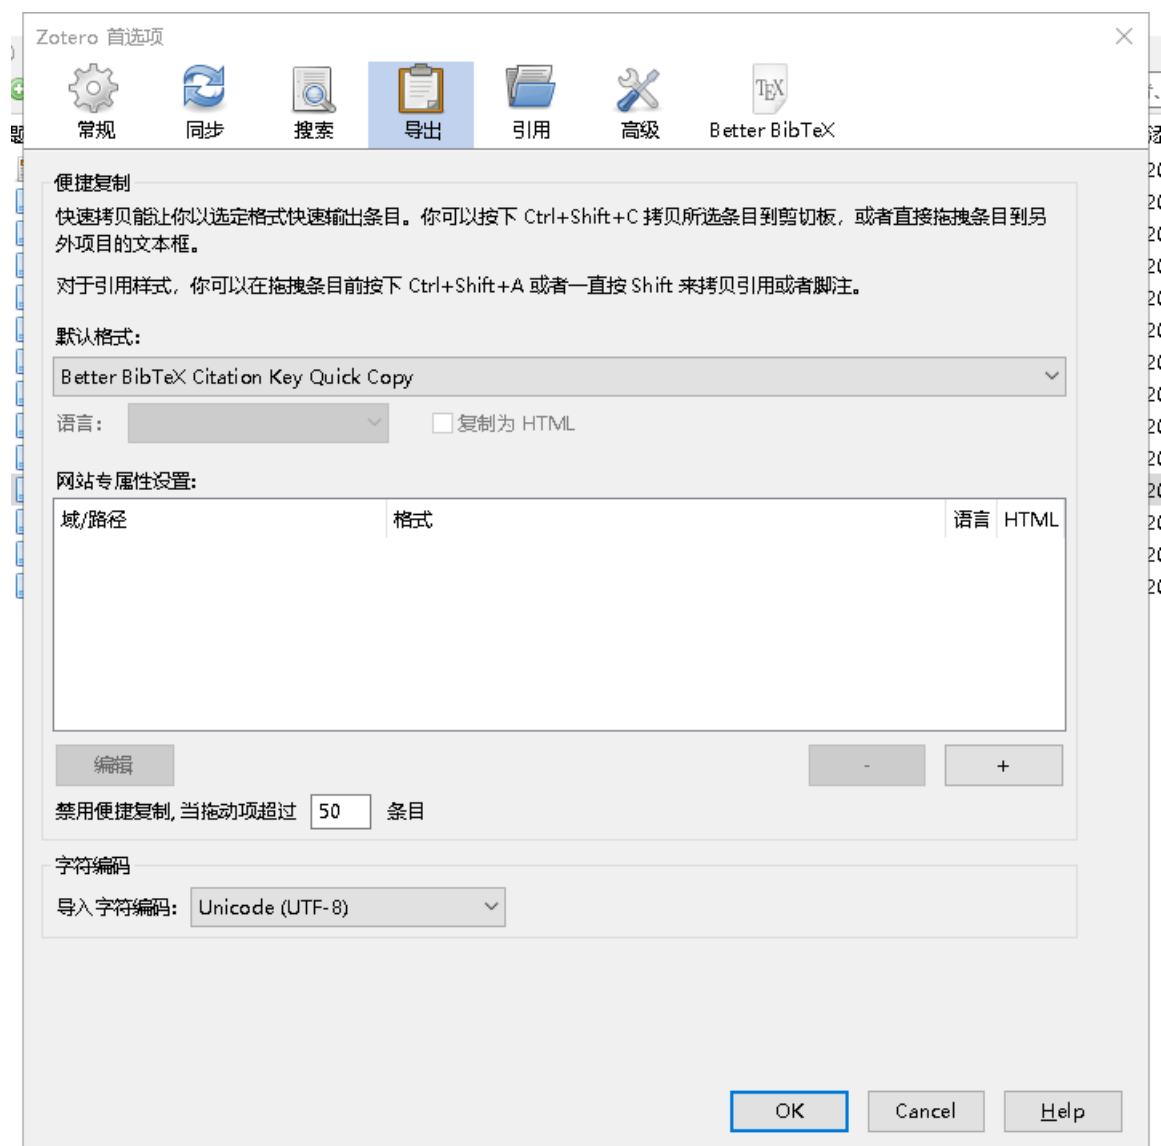 Zotero 首选项
常规 同步 搜索 导出 引用 高级 Better BibTeX
TEX
便捷复制
快速拷贝能让你以选定格式快速输出条目。你可以按下 Ctrl+Shift+C 拷贝所选条目到剪切板，或者直接拖拽条目到另
外项目的文本框。
对于引用样式，你可以在拖拽条目前按下 Ctrl+Shift+A 或者一直按 Shift 来拷贝引用或者脚注。
默认格式:
Better BibTeX Citation Key Quick Copy
语言: 复制为 HTML
网站专属性设置:
域/路径 格式 语言 HTML
编辑 - +
禁用便捷复制, 当拖动项超过 50 条目
字符编码
导入字符编码: Unicode (UTF-8)
OK Cancel Help